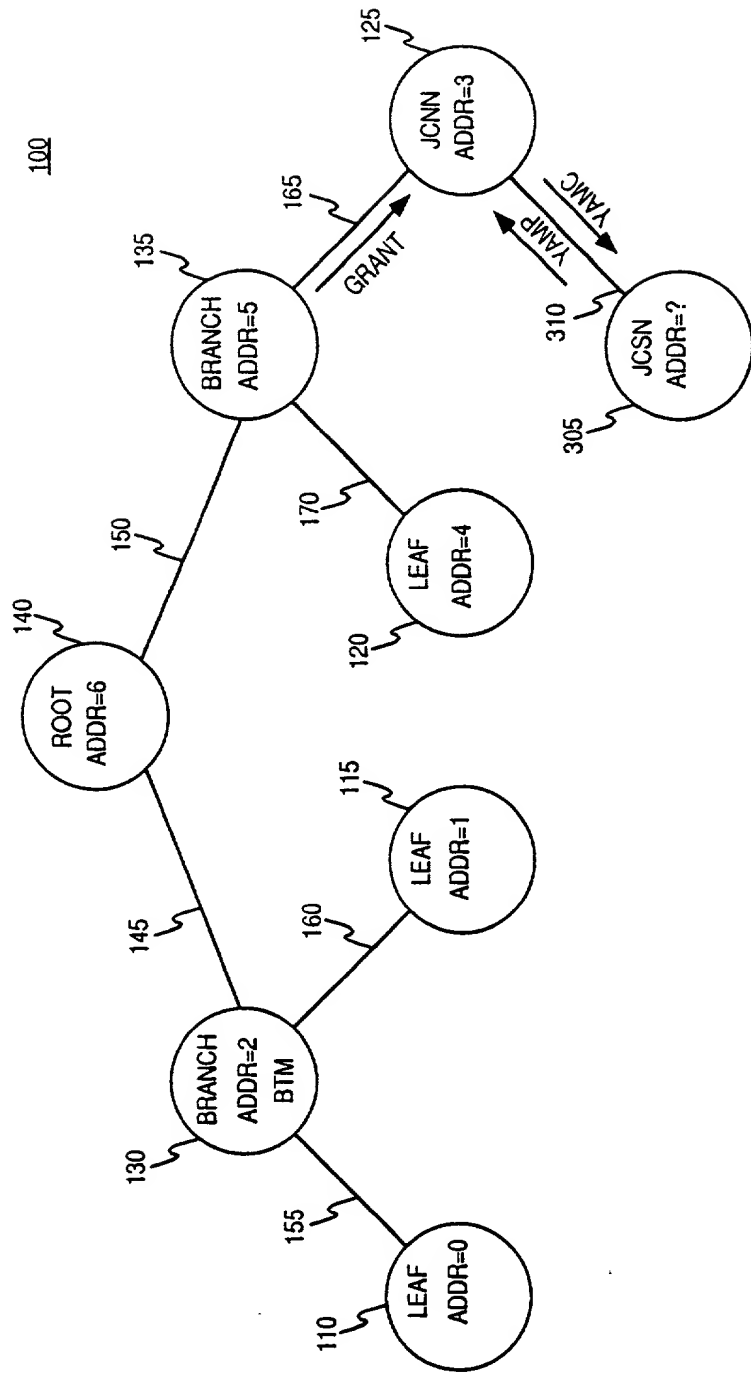 100
140
ROOT
ADDR=6
145
150
130
BRANCH
ADDR=2
BTM
135
BRANCH
ADDR=5
155
160
170
165
GRANT
110
LEAF
ADDR=0
115
LEAF
ADDR=1
120
LEAF
ADDR=4
125
JCNN
ADDR=3
YAMP
YAMC
310
305
JCSN
ADDR=?